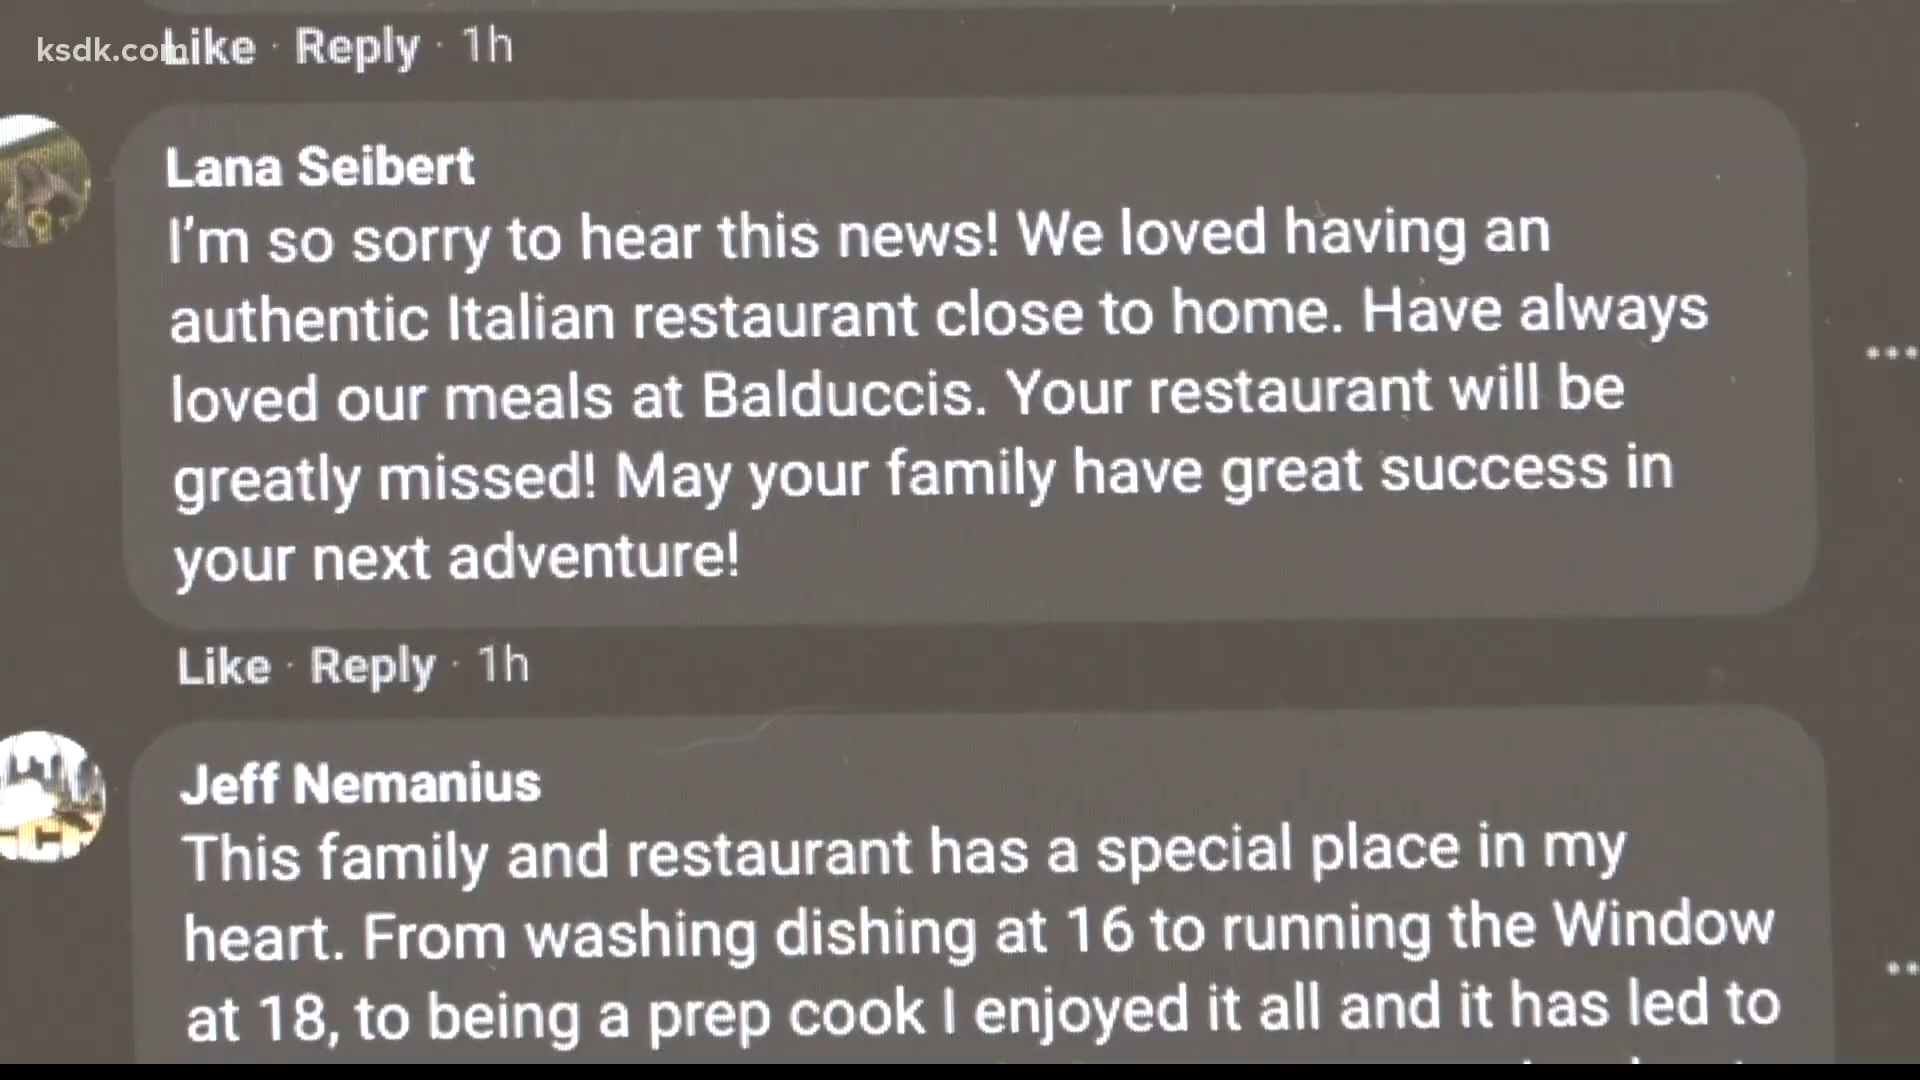 ksdk.com
Like · Reply · 1h
Lana Seibert
I'm so sorry to hear this news! We loved having an
authentic Italian restaurant close to home. Have always
loved our meals at Balduccis. Your restaurant will be
greatly missed! May your family have great success in
your next adventure!
Like · Reply · 1h
Jeff Nemanius
This family and restaurant has a special place in my
heart. From washing dishing at 16 to running the Window
at 18, to being a prep cook I enjoyed it all and it has led to